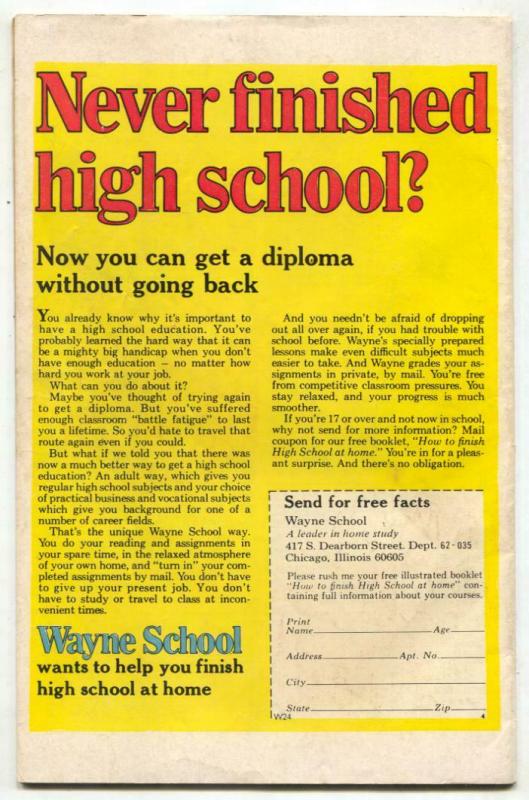 Never finished
high school?
Now you can get a diploma
without going back
You already know why it's important to
have a high school education. You've
probably learned the hard way that it can
be a mighty big handicap when you don't
have enough education – no matter how
hard you work at your job.
What can you do about it?
Maybe you've thought of trying again
to get a diploma. But you've suffered
enough classroom "battle fatigue" to last
you a lifetime. So you'd hate to travel that
route again even if you could.
But what if we told you that there was
now a much better way to get a high school
education? An adult way, which gives you
regular high school subjects and your choice
of practical business and vocational subjects
which give you background for one of a
number of career fields.
That's the unique Wayne School way.
You do your reading and assignments in
your spare time, in the relaxed atmosphere
of your own home, and "turn in" your com-
pleted assignments by mail. You don't have
to give up your present job. You don't
have to study or travel to class at incon-
venient times.
Wayne School
wants to help you finish
high school at home
And you needn't be afraid of dropping
out all over again, if you had trouble with
school before. Wayne's specially prepared
lessons make even difficult subjects much
easier to take. And Wayne grades your as-
signments in private, by mail. You're free
from competitive classroom pressures. You
stay relaxed, and your progress is much
smoother.
If you're 17 or over and not now in school,
why not send for more information? Mail
coupon for our free booklet, "How to finish
High School at home." You're in for a pleas-
ant surprise. And there's no obligation.
Send for free facts
Wayne School
A leader in home study
417 S. Dearborn Street. Dept. 62-035
Chicago, Illinois 60605
Please rush me your free illustrated booklet
"How to finish High School at home" con-
taining full information about your courses.
Print
Name Age
Address Apt. No.
City
State Zip
W24 4